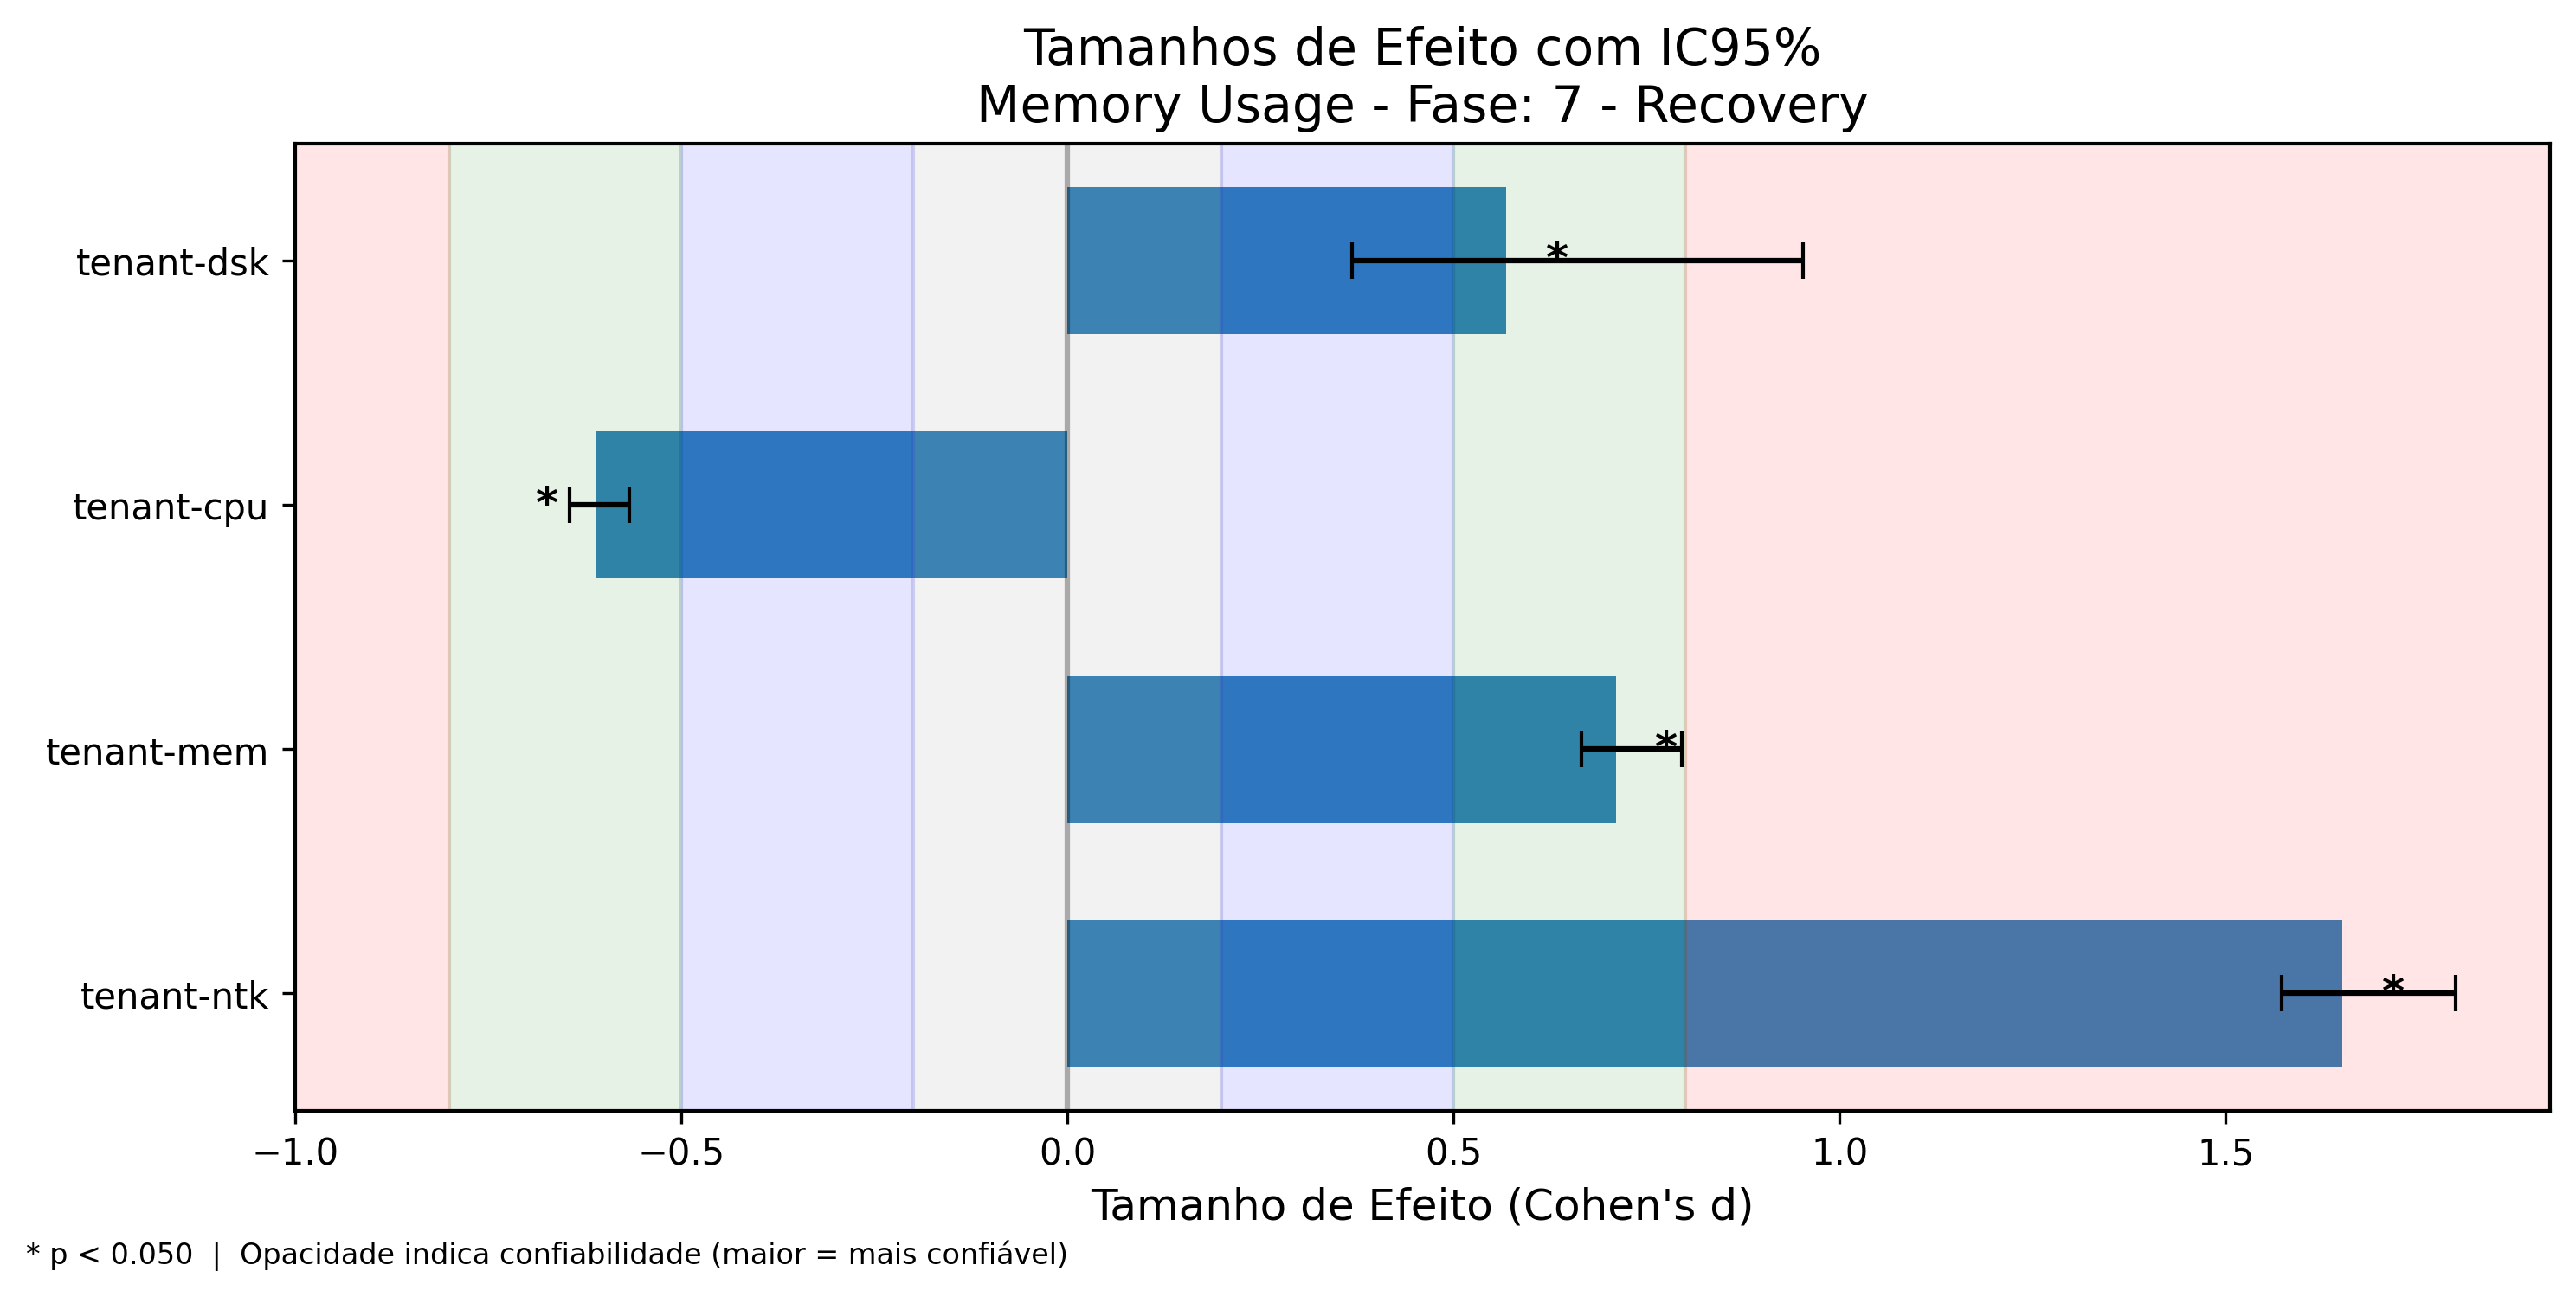 Tamanhos de Efeito com IC95%
Memory Usage - Fase: 7 - Recovery
tenant-dsk
*
tenant-cpu
*
tenant-mem
*
tenant-ntk
*
−1.0
−0.5
0.0
0.5
1.0
1.5
Tamanho de Efeito (Cohen's d)
* p < 0.050 | Opacidade indica confiabilidade (maior = mais confiável)